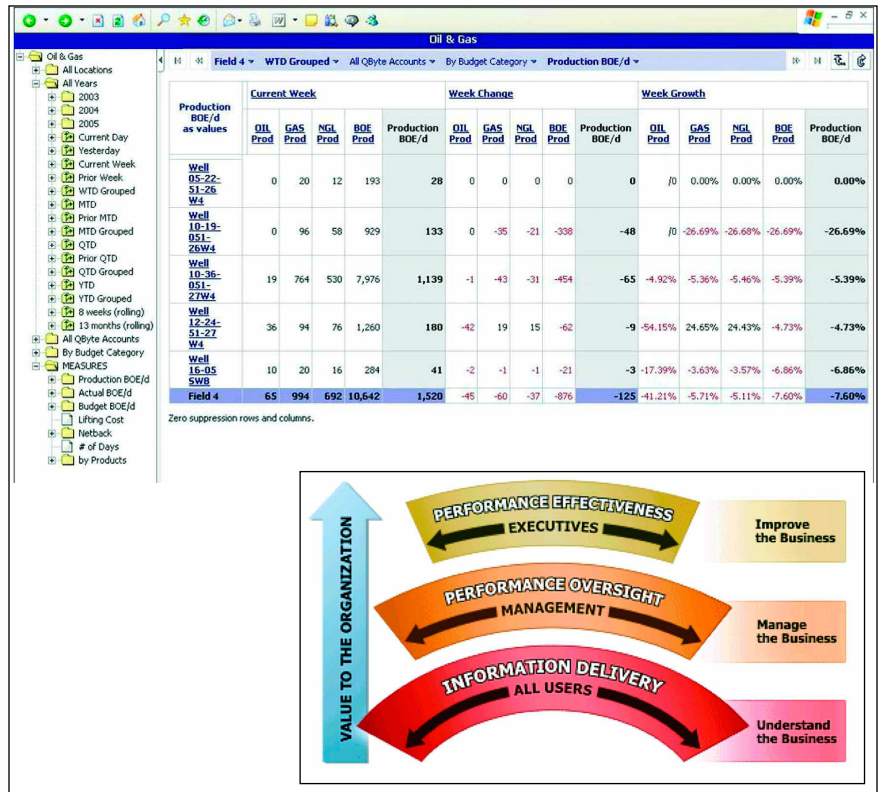 Oil & Gas
Oil & Gas
All Locations
All Years
2003
2004
2005
Current Day
Yesterday
Current Week
Prior Week
WTD Grouped
MTD
Prior MTD
MTD Grouped
QTD
Prior QTD
QTD Grouped
YTD
YTD Grouped
8 weeks (rolling)
13 months (rolling)
All QByte Accounts
By Budget Category
MEASURES
Production BOE/d
Actual BOE/d
Budget BOE/d
Lifting Cost
Netback
# of Days
by Products
Field 4 WTD Grouped All QByte Accounts By Budget Category Production BOE/d
Production BOE/d as values Current Week Week Change Week Growth
OIL Prod GAS Prod NGL Prod BOE Prod Production BOE/d OIL Prod GAS Prod NGL Prod BOE Prod Production BOE/d OIL Prod GAS Prod NGL Prod BOE Prod Production BOE/d
Well 05-22-51-26 W4 0 20 12 193 28 0 0 0 0 0 /0 0.00% 0.00% 0.00% 0.00%
Well 10-19-051-26W4 0 96 58 929 133 0 -35 -21 -338 -48 /0 -26.69% -26.68% -26.69% -26.69%
Well 10-36-051-27W4 19 764 530 7,976 1,139 -1 -43 -31 -454 -65 -4.92% -5.36% -5.46% -5.39% -5.39%
Well 12-24-51-27 W4 36 94 76 1,260 180 -42 19 15 -62 -9 -54.15% 24.65% 24.43% -4.73% -4.73%
Well 16-05 SWB 10 20 16 284 41 -2 -1 -1 -21 -3 -17.39% -3.63% -3.57% -6.86% -6.86%
Field 4 65 994 692 10,642 1,520 -45 -60 -37 -876 -125 -41.21% -5.71% -5.11% -7.60% -7.60%
Zero suppression rows and columns.
VALUE TO THE ORGANIZATION
PERFORMANCE EFFECTIVENESS
EXECUTIVES
Improve
the Business
PERFORMANCE OVERSIGHT
MANAGEMENT
Manage
the Business
INFORMATION DELIVERY
ALL USERS
Understand
the Business